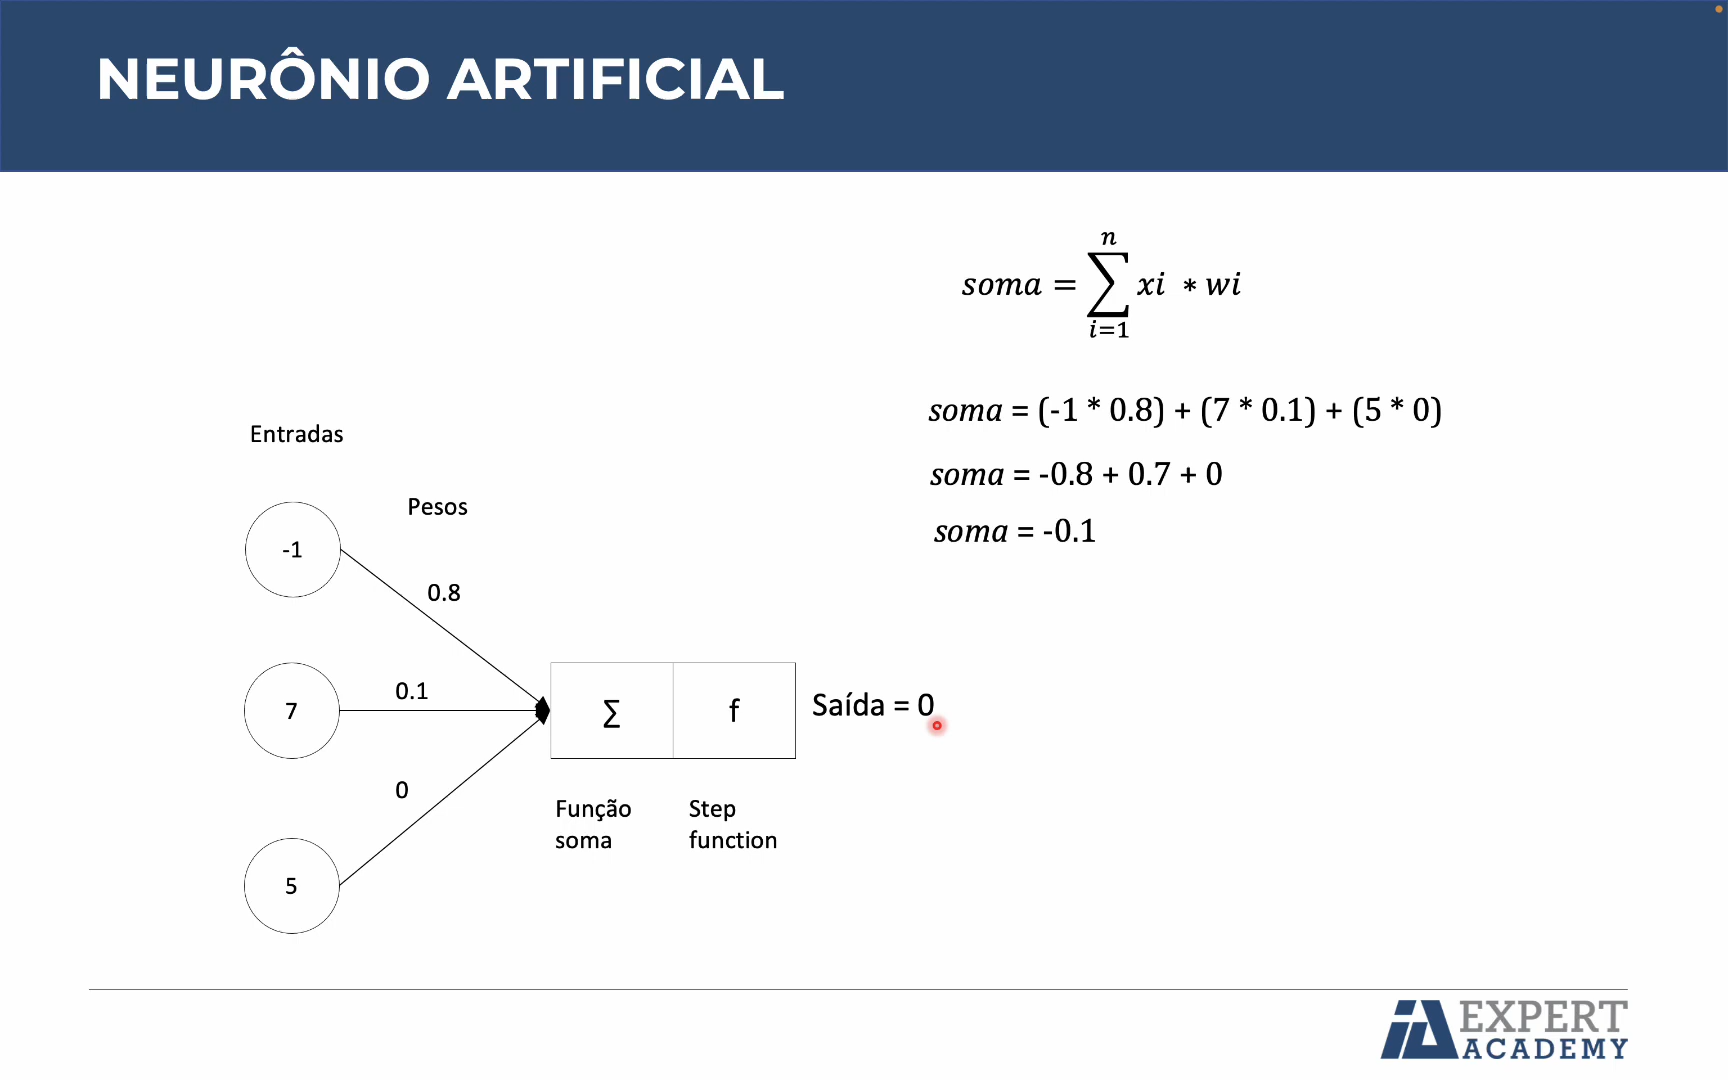 NEURÔNIO ARTIFICIAL
soma = ∑ xi * wi
n
i=1
soma = (-1 * 0.8) + (7 * 0.1) + (5 * 0)
soma = -0.8 + 0.7 + 0
soma = -0.1
Entradas
Pesos
-1
0.8
7
0.1
0
5
∑
f
Saída = 0
Função
soma
Step
function
IA EXPERT
ACADEMY